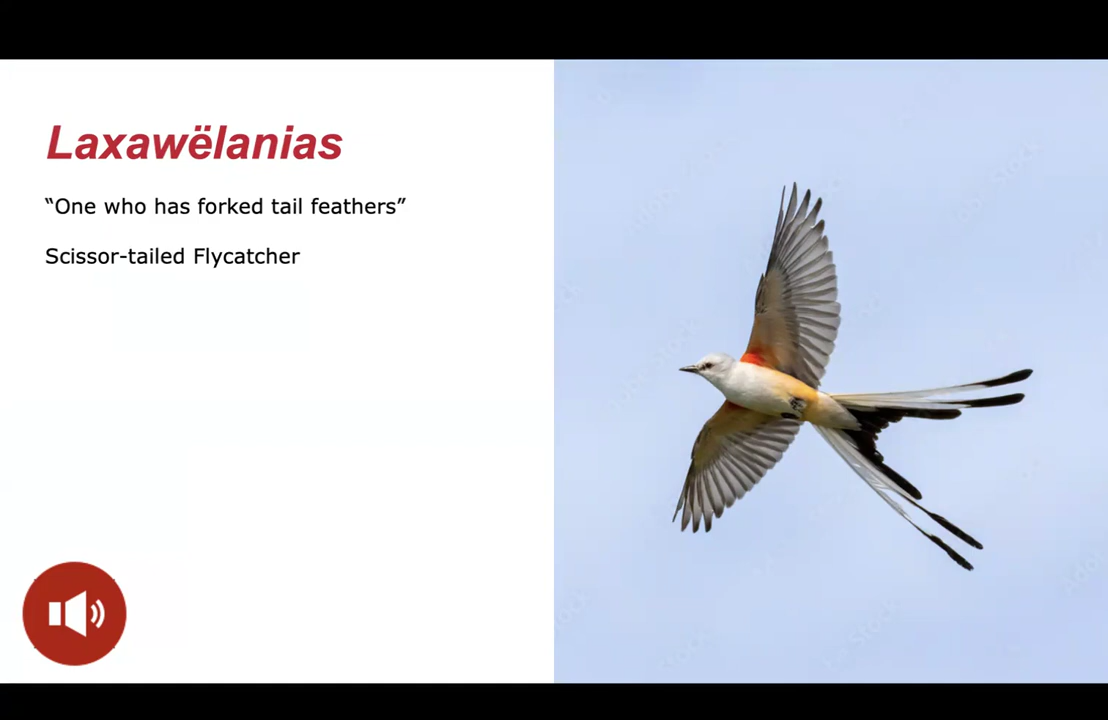 Laxawëlanias
“One who has forked tail feathers”
Scissor-tailed Flycatcher